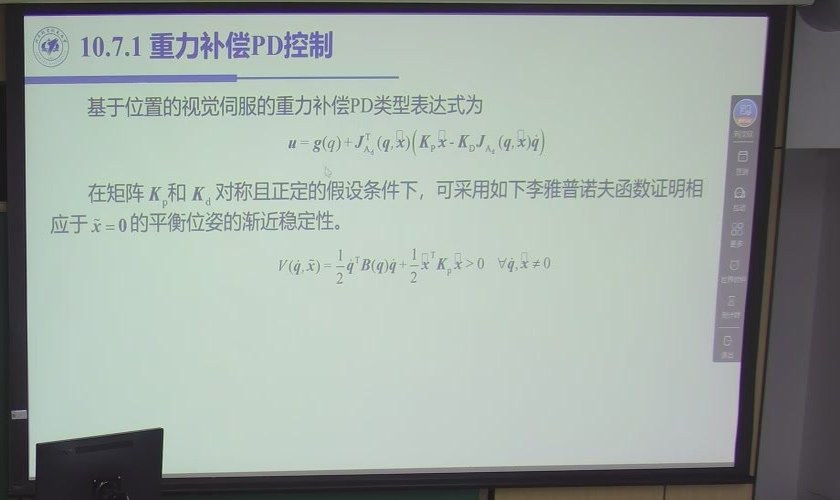 10.7.1 重力补偿PD控制
基于位置的视觉伺服的重力补偿PD类型表达式为
u = g(q) + J_{A_d}^T (q, x̃)(K_P x̃ - K_D J_{A_d} (q, x̃) q̇)
在矩阵 K_p 和 K_d 对称且正定的假设条件下，可采用如下李雅普诺夫函数证明相
应于 x̃ = 0 的平衡位姿的渐近稳定性。
V(q̇, x̃) = 1/2 q̇^T B(q) q̇ + 1/2 x̃^T K_p x̃ > 0 ∀q̇, x̃ ≠ 0
更多